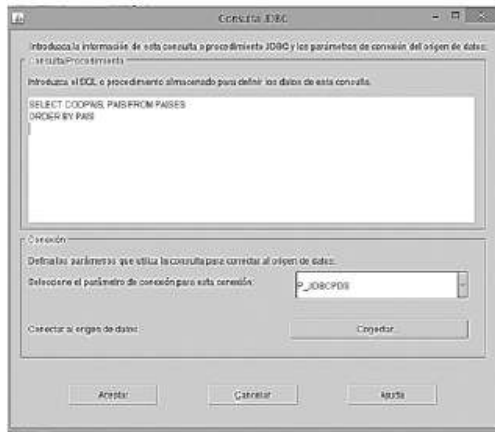 Consulta JDBC
Introduzca la información de esta consulta o procedimiento JDBC y los parámetros de conexión del origen de datos:
Consulta/Procedimiento
Introduzca el SQL o procedimiento almacenado para definir los datos de esta consulta.
SELECT CODPAIS, PAIS FROM PAISES
ORDER BY PAIS
Conexión
Defina los parámetros que utiliza la consulta para conectar al origen de datos:
Seleccione el parámetro de conexión para esta conexión:
P_JDBCPDS
Conectar al origen de datos:
Conectar...
Aceptar
Cancelar
Ayuda